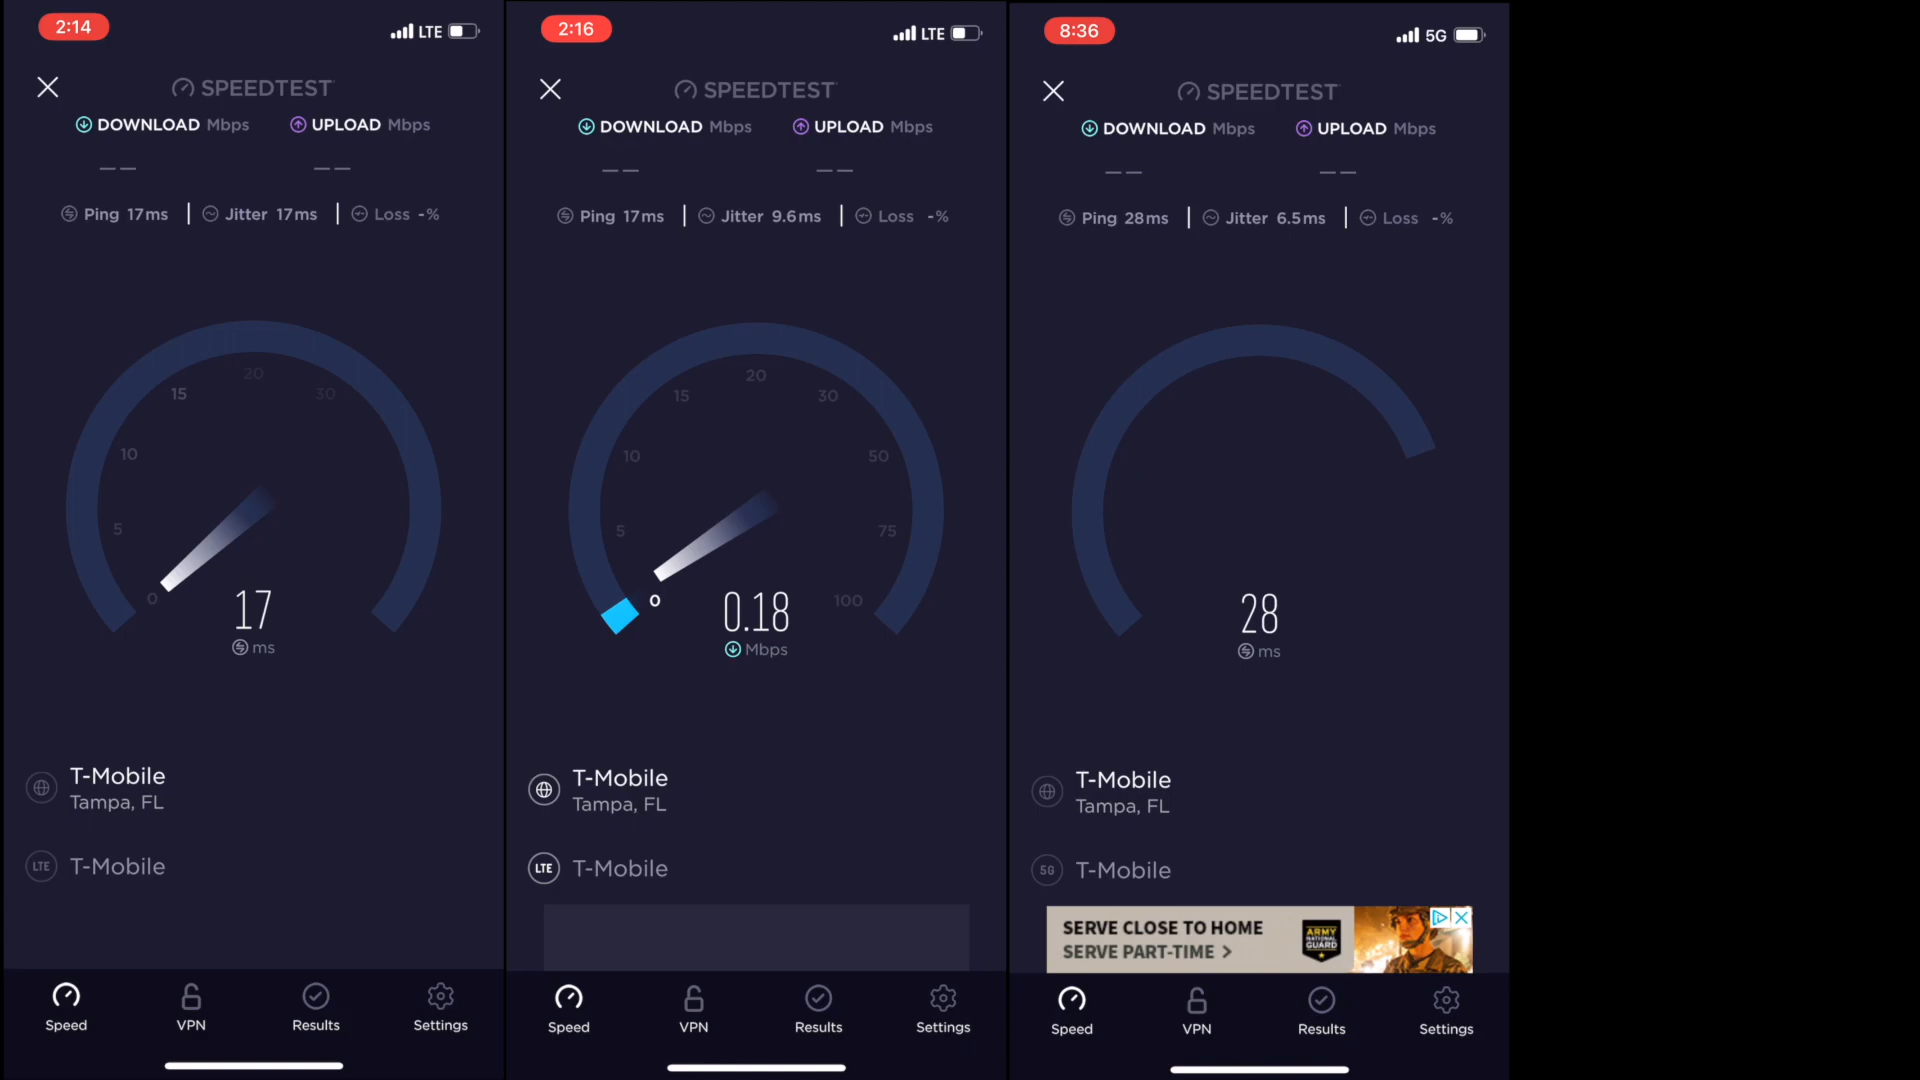 2:14
LTE
SPEEDTEST
DOWNLOAD Mbps
UPLOAD Mbps
— —
— —
Ping 17ms
Jitter 17ms
Loss -%
20
15
30
10
5
0
17
ms
T-Mobile
Tampa, FL
LTE
T-Mobile
Speed
VPN
Results
Settings
2:16
LTE
SPEEDTEST
DOWNLOAD Mbps
UPLOAD Mbps
— —
— —
Ping 17ms
Jitter 9.6ms
Loss -%
20
15
30
10
50
5
75
0
100
0.18
Mbps
T-Mobile
Tampa, FL
LTE
T-Mobile
Speed
VPN
Results
Settings
8:36
5G
SPEEDTEST
DOWNLOAD Mbps
UPLOAD Mbps
— —
— —
Ping 28ms
Jitter 6.5ms
Loss -%
28
ms
T-Mobile
Tampa, FL
5G
T-Mobile
SERVE CLOSE TO HOME
SERVE PART-TIME >
ARMY
NATIONAL
GUARD
Speed
VPN
Results
Settings